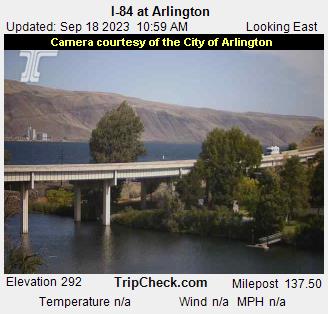 I-84 at Arlington
Updated: Sep 18 2023 10:59 AM Looking East
Camera courtesy of the City of Arlington
Elevation 292 TripCheck.com Milepost 137.50
Temperature n/a Wind n/a MPH n/a